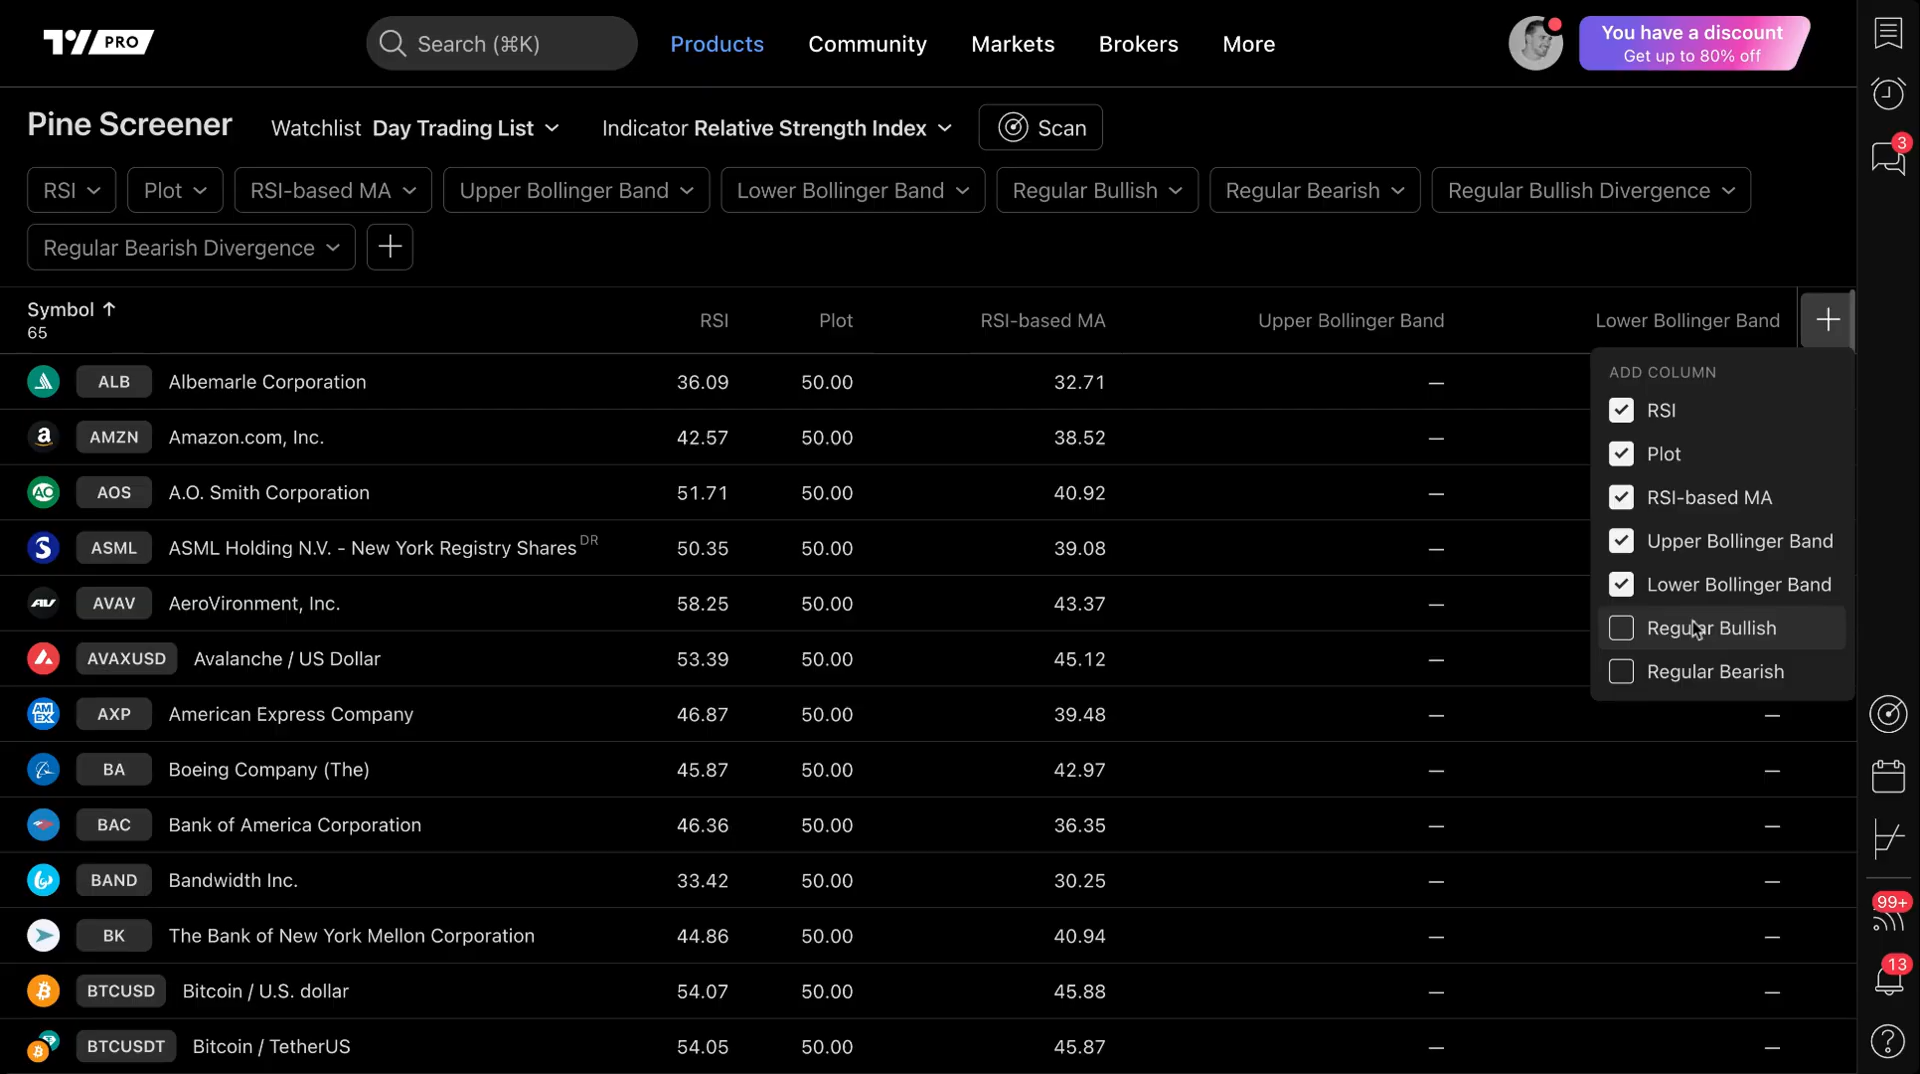 TV PRO
Search (⌘K)
Products
Community
Markets
Brokers
More
You have a discount
Get up to 80% off
Pine Screener
Watchlist Day Trading List
Indicator Relative Strength Index
Scan
RSI
Plot
RSI-based MA
Upper Bollinger Band
Lower Bollinger Band
Regular Bullish
Regular Bearish
Regular Bullish Divergence
Regular Bearish Divergence
Symbol ↑
65
RSI
Plot
RSI-based MA
Upper Bollinger Band
Lower Bollinger Band
ADD COLUMN
RSI
Plot
RSI-based MA
Upper Bollinger Band
Lower Bollinger Band
Regular Bullish
Regular Bearish
ALB Albemarle Corporation 36.09 50.00 32.71 —
a AMZN Amazon.com, Inc. 42.57 50.00 38.52 —
AO AOS A.O. Smith Corporation 51.71 50.00 40.92 —
ASML ASML Holding N.V. - New York Registry Shares DR 50.35 50.00 39.08 —
AV AVAV AeroVironment, Inc. 58.25 50.00 43.37 —
AVAXUSD Avalanche / US Dollar 53.39 50.00 45.12 —
AM EX AXP American Express Company 46.87 50.00 39.48 — —
BA Boeing Company (The) 45.87 50.00 42.97 — —
BAC Bank of America Corporation 46.36 50.00 36.35 — —
BAND Bandwidth Inc. 33.42 50.00 30.25 — —
BK The Bank of New York Mellon Corporation 44.86 50.00 40.94 — —
BTCUSD Bitcoin / U.S. dollar 54.07 50.00 45.88 — —
BTCUSDT Bitcoin / TetherUS 54.05 50.00 45.87 — —
3
99+
13